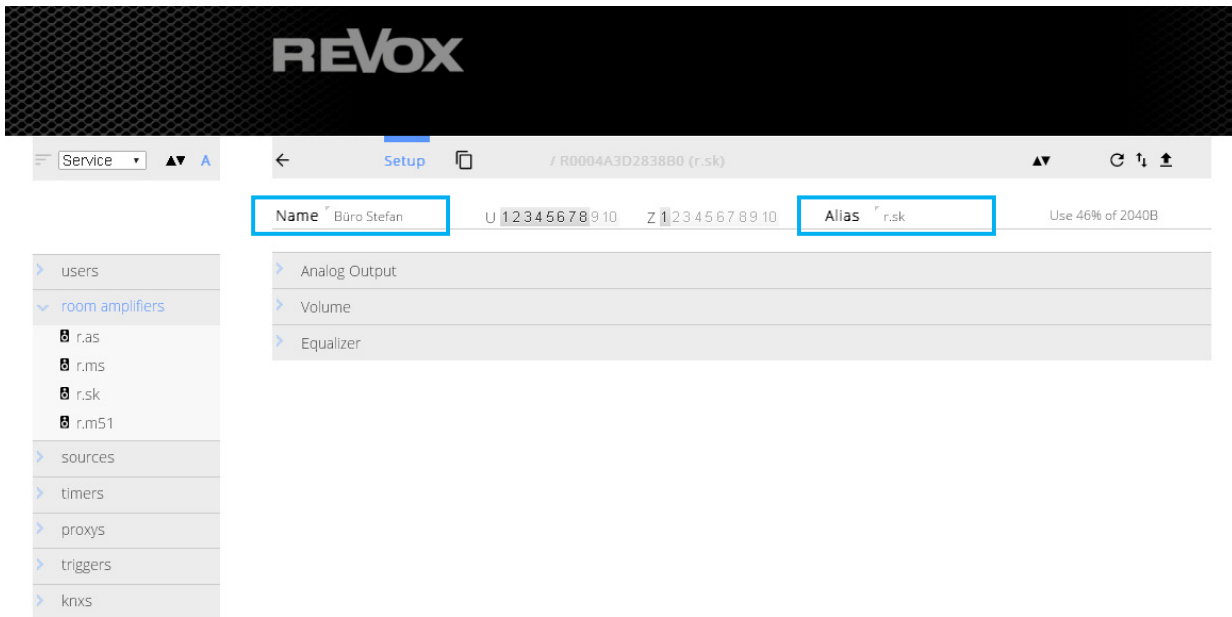 REVOX
Service A
Setup / R0004A3D2838B0 (r.sk)
Name Büro Stefan U 1 2 3 4 5 6 7 8 9 10 Z 1 2 3 4 5 6 7 8 9 10 Alias r.sk Use 46% of 2040B
users
room amplifiers
r.as
r.ms
r.sk
r.m51
sources
timers
proxys
triggers
knxs
Analog Output
Volume
Equalizer